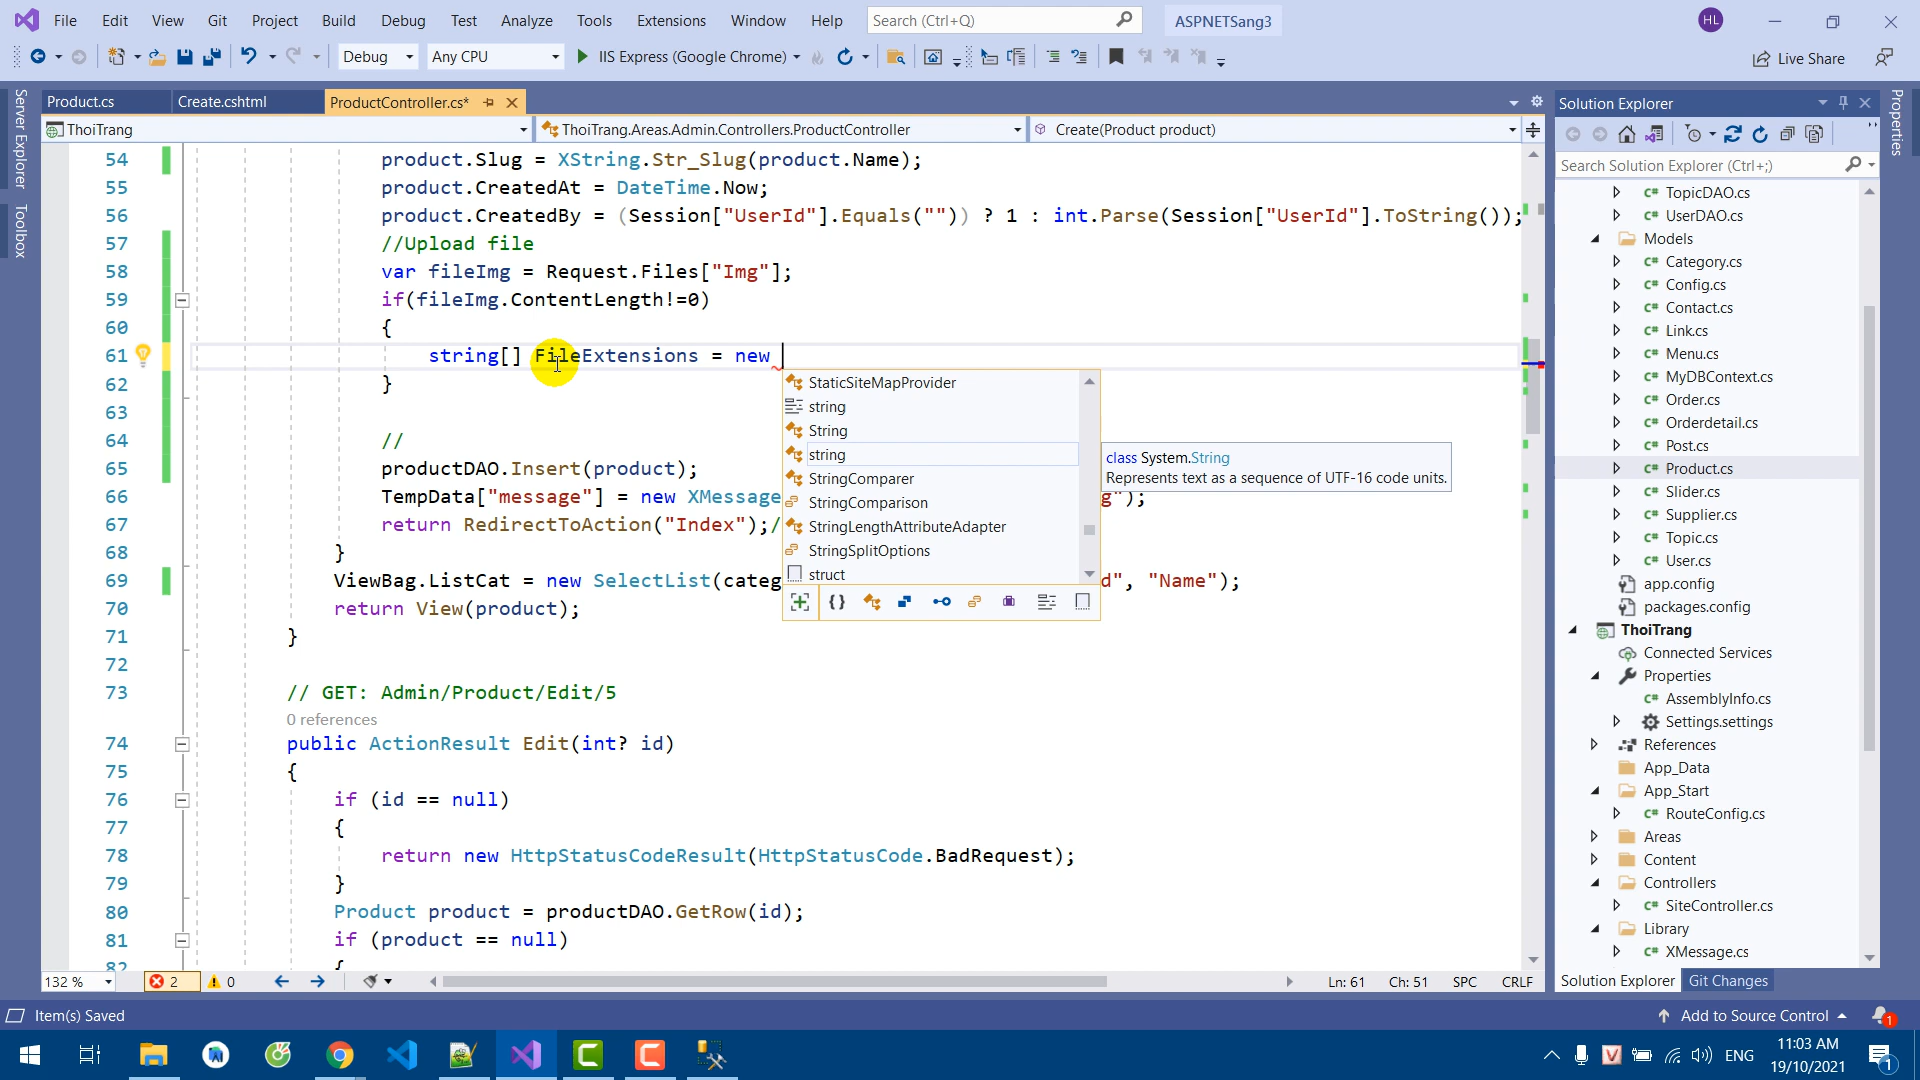 File Edit View Git Project Build Debug Test Analyze Tools Extensions Window Help Search (Ctrl+Q) ASPNETSang3 HL
Debug Any CPU IIS Express (Google Chrome) Live Share
Server Explorer
Toolbox
Product.cs Create.cshtml ProductController.cs*
ThoiTrang ThoiTrang.Areas.Admin.Controllers.ProductController Create(Product product)
54 product.Slug = XString.Str_Slug(product.Name);
55 product.CreatedAt = DateTime.Now;
56 product.CreatedBy = (Session["UserId"].Equals("")) ? 1 : int.Parse(Session["UserId"].ToString());
57 //Upload file
58 var fileImg = Request.Files["Img"];
59 if(fileImg.ContentLength!=0)
60 {
61 string[] FileExtensions = new
62 }
63
64 //
65 productDAO.Insert(product);
66 TempData["message"] = new XMessage g");
67 return RedirectToAction("Index");/
68 }
69 ViewBag.ListCat = new SelectList(categ d", "Name");
70 return View(product);
71 }
72
73 // GET: Admin/Product/Edit/5
0 references
74 public ActionResult Edit(int? id)
75 {
76 if (id == null)
77 {
78 return new HttpStatusCodeResult(HttpStatusCode.BadRequest);
79 }
80 Product product = productDAO.GetRow(id);
81 if (product == null)
82 {
StaticSiteMapProvider
string
String
string
StringComparer
StringComparison
StringLengthAttributeAdapter
StringSplitOptions
struct
class System.String
Represents text as a sequence of UTF-16 code units.
132 % 2 0 Ln: 61 Ch: 51 SPC CRLF
Solution Explorer
Search Solution Explorer (Ctrl+;)
C# TopicDAO.cs
C# UserDAO.cs
Models
C# Category.cs
C# Config.cs
C# Contact.cs
C# Link.cs
C# Menu.cs
C# MyDBContext.cs
C# Order.cs
C# Orderdetail.cs
C# Post.cs
C# Product.cs
C# Slider.cs
C# Supplier.cs
C# Topic.cs
C# User.cs
app.config
packages.config
ThoiTrang
Connected Services
Properties
C# AssemblyInfo.cs
Settings.settings
References
App_Data
App_Start
C# RouteConfig.cs
Areas
Content
Controllers
C# SiteController.cs
Library
C# XMessage.cs
Solution Explorer Git Changes
Properties
Item(s) Saved Add to Source Control 1
ENG 11:03 AM
19/10/2021 1